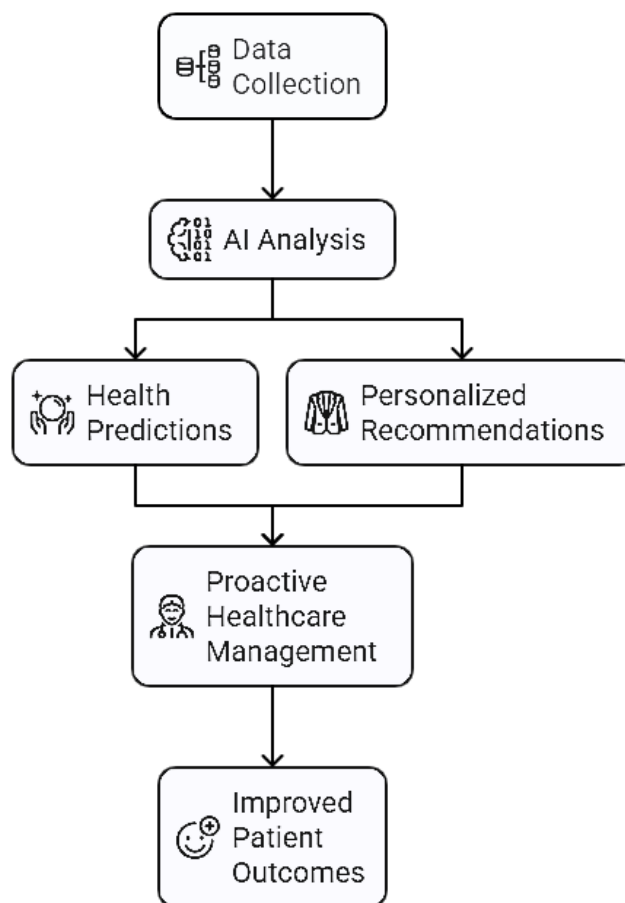 Data
Collection
AI Analysis
Health
Predictions
Personalized
Recommendations
Proactive
Healthcare
Management
Improved
Patient
Outcomes